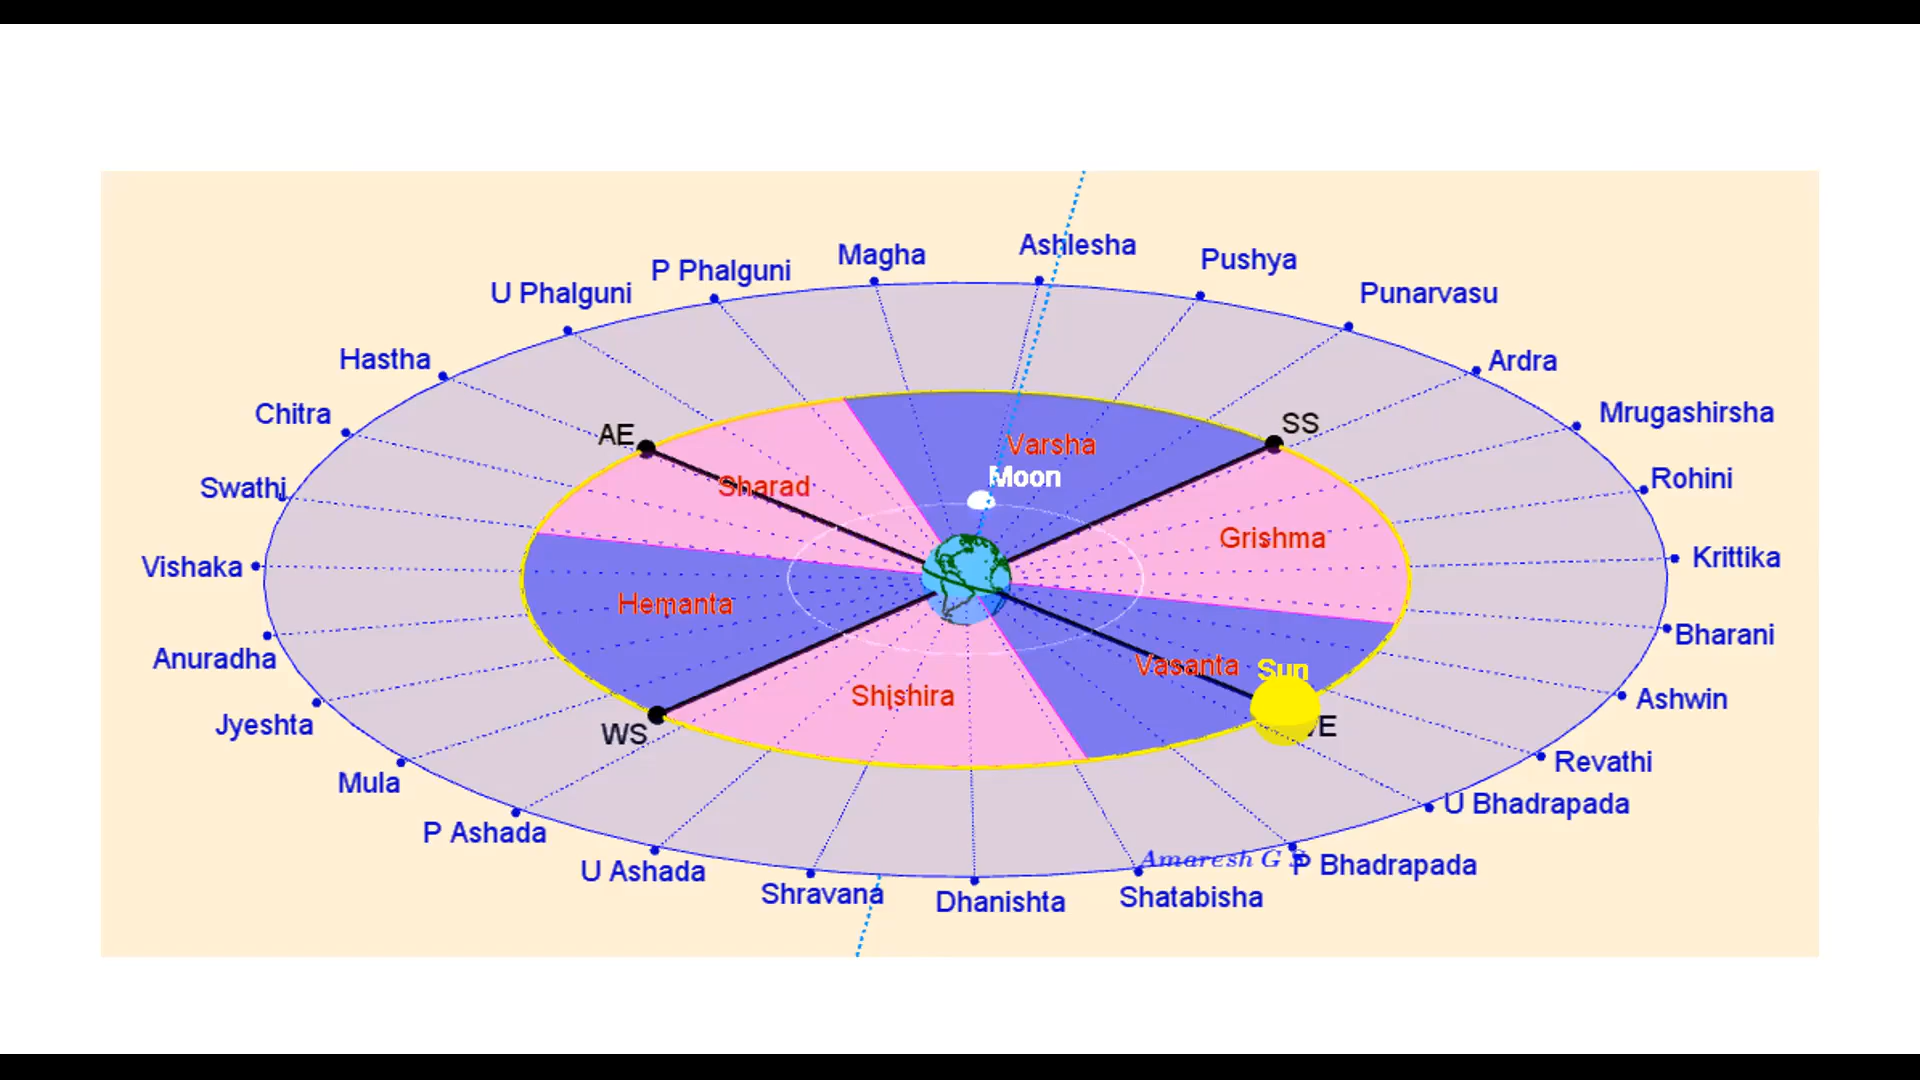 Ashlesha
Magha
Pushya
P Phalguni
U Phalguni
Punarvasu
Hastha
Ardra
Chitra
Mrugashirsha
AE
SS
Varsha
Moon
Rohini
Swathi
Sharad
Grishma
Krittika
Vishaka
Hemanta
Bharani
Anuradha
Vasanta
Sun
Shishira
Ashwin
Jyeshta
WS
E
Revathi
Mula
U Bhadrapada
P Ashada
Amaresh G
P Bhadrapada
U Ashada
Shravana
Dhanishta
Shatabisha